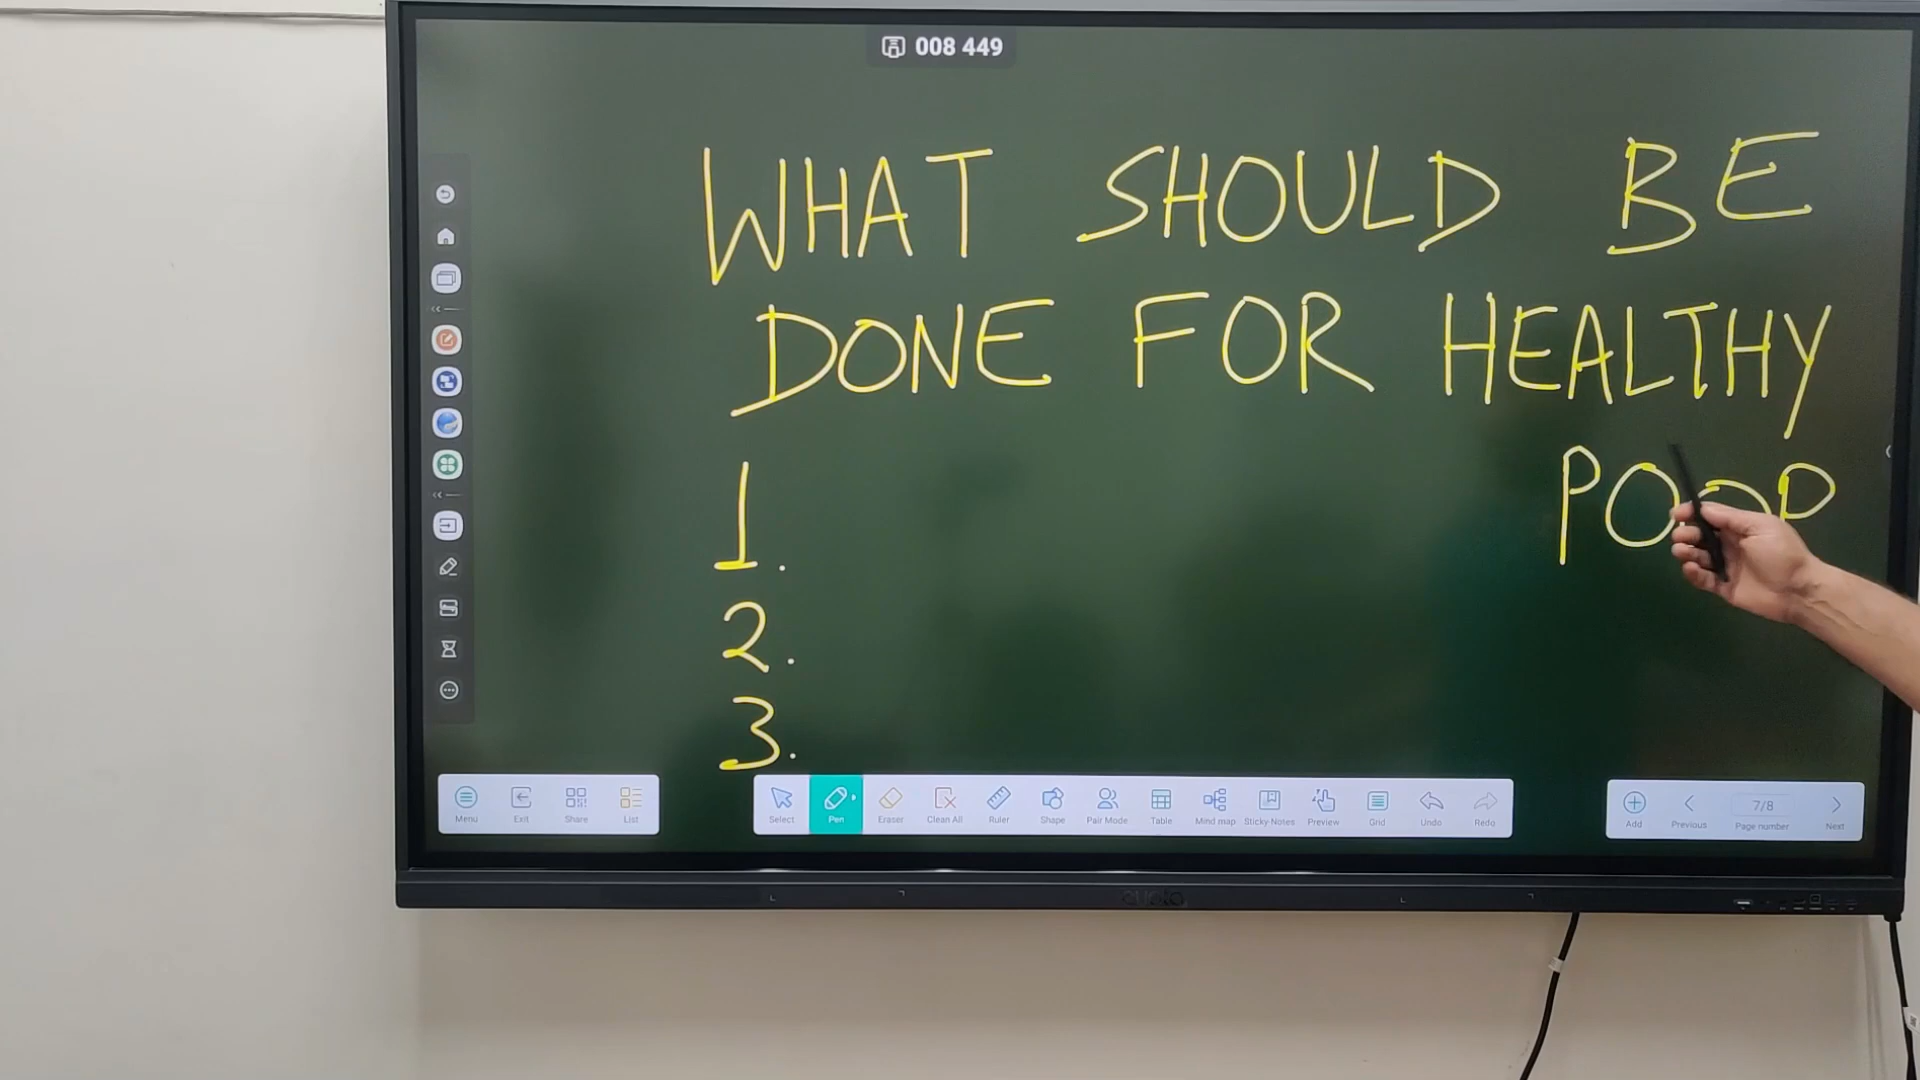 008 449
WHAT SHOULD BE
DONE FOR HEALTHY
POOP
1.
2.
3.
Menu Exit Share List
Select Pen Eraser Clean All Ruler Shape Pair Mode Table Mind map Sticky Notes Preview Grid Undo Redo
Add Previous 7/8 Page number Next